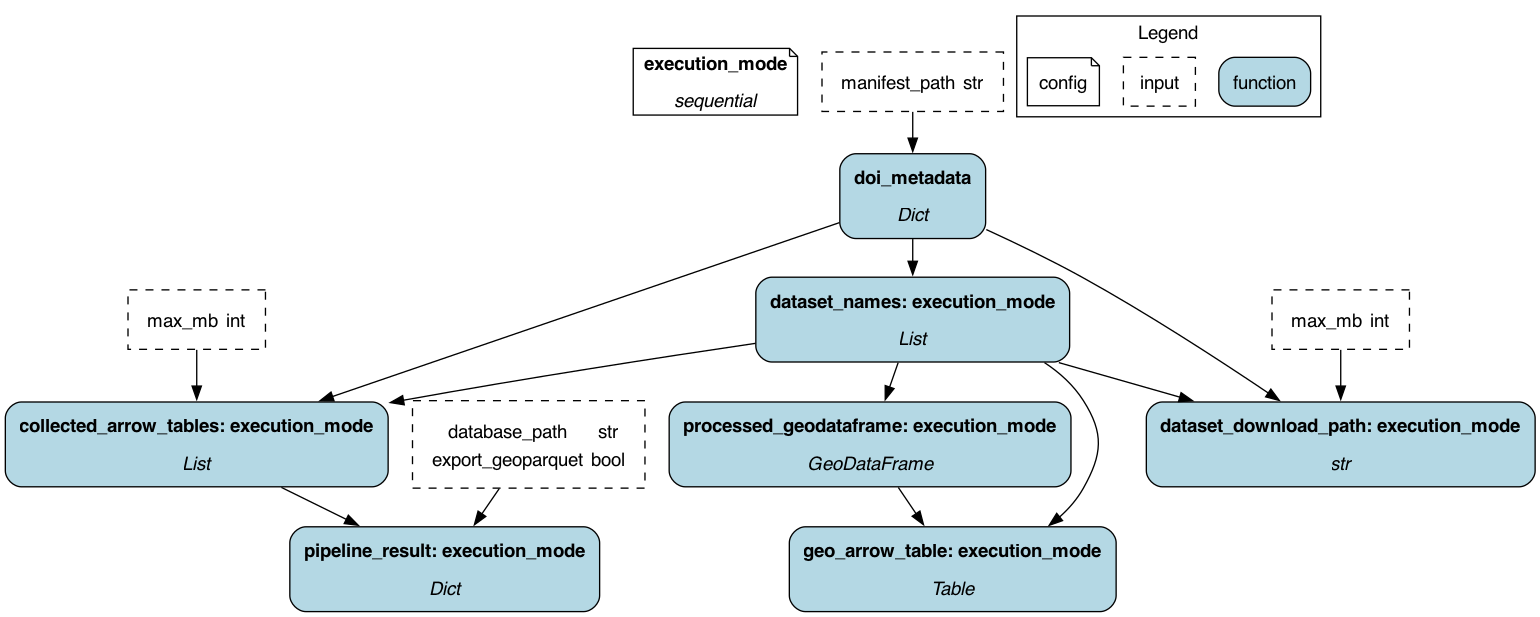 Legend
execution_mode
sequential
manifest_path str
config
input
function
doi_metadata
Dict
dataset_names: execution_mode
List
max_mb int
max_mb int
collected_arrow_tables: execution_mode
List
database_path str
export_geoparquet bool
processed_geodataframe: execution_mode
GeoDataFrame
dataset_download_path: execution_mode
str
pipeline_result: execution_mode
Dict
geo_arrow_table: execution_mode
Table